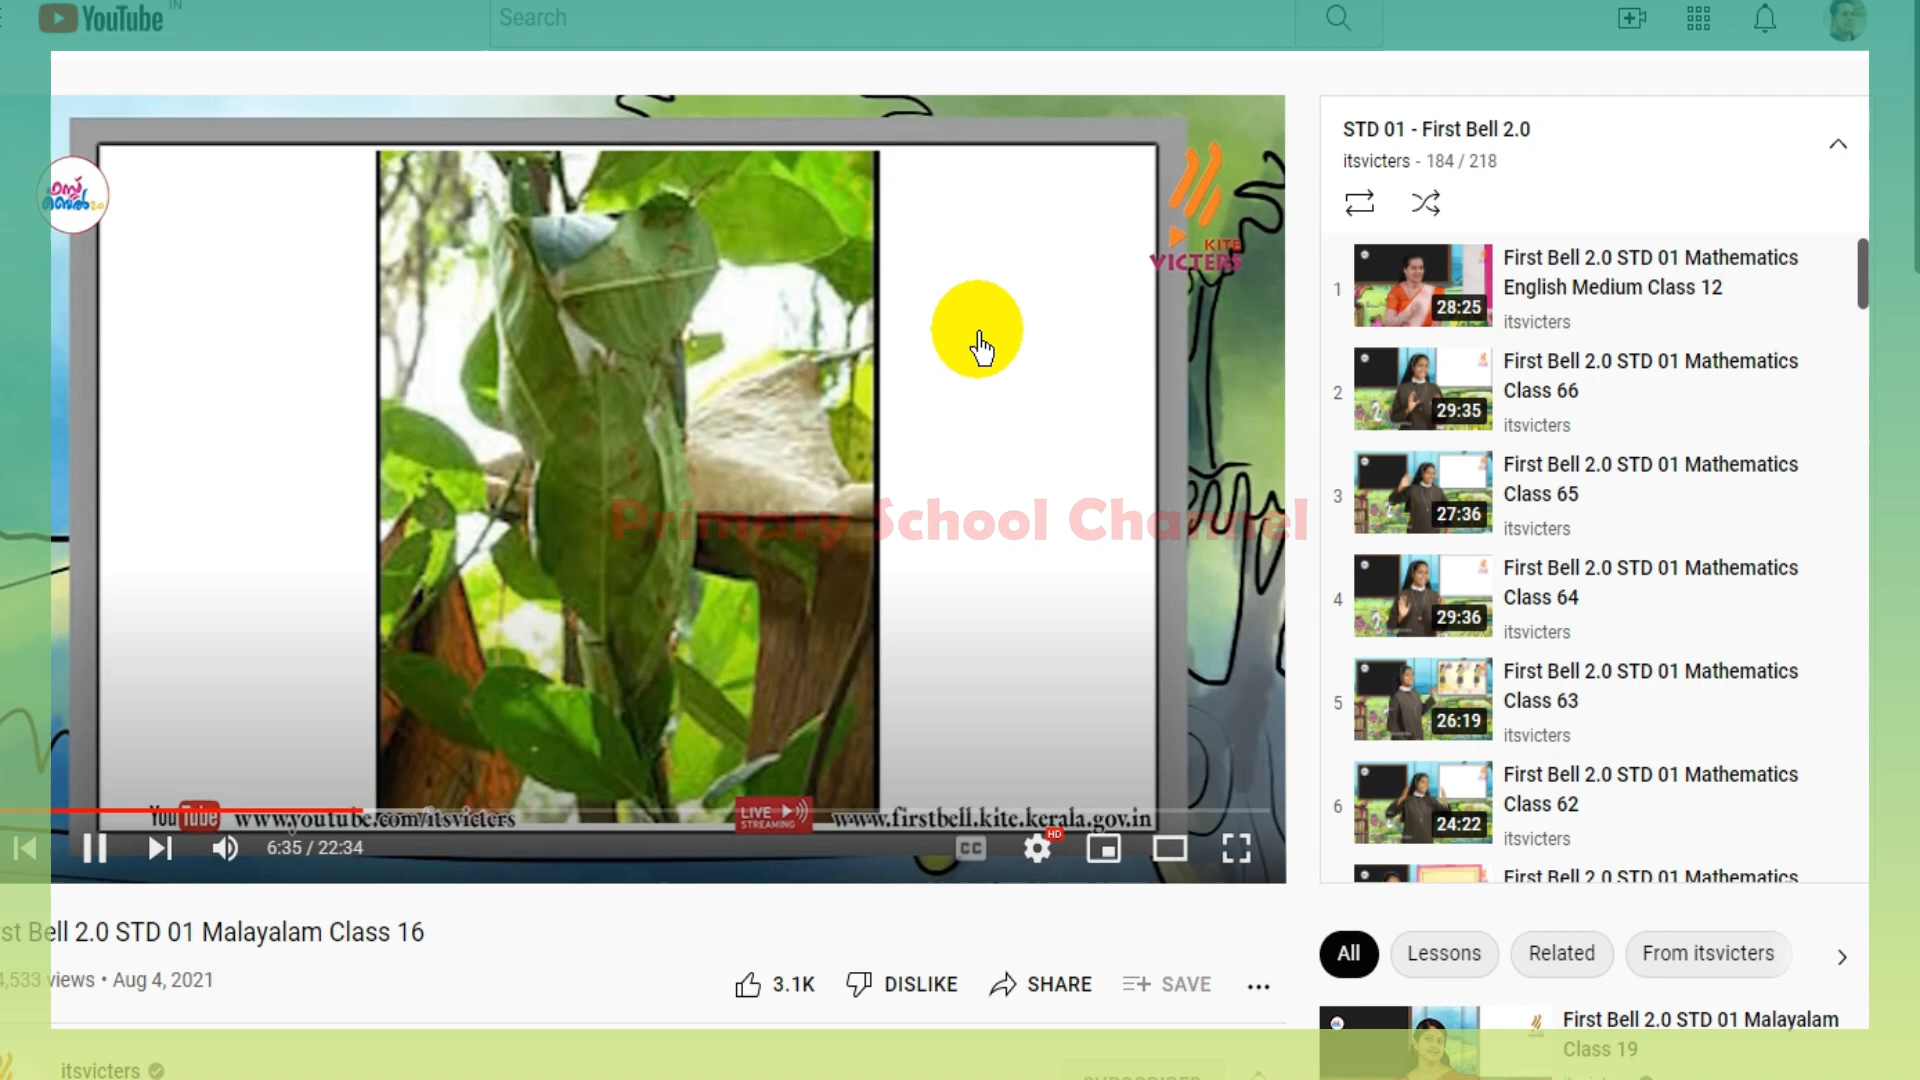 YouTube IN
Search
STD 01 - First Bell 2.0
itsvicters - 184 / 218
ഫസ്റ്റ്
ബെൽ 2.0
KITE
VICTERS
1
First Bell 2.0 STD 01 Mathematics
English Medium Class 12
itsvicters
28:25
2
First Bell 2.0 STD 01 Mathematics
Class 66
itsvicters
29:35
3
First Bell 2.0 STD 01 Mathematics
Class 65
itsvicters
27:36
Primary School Channel
4
First Bell 2.0 STD 01 Mathematics
Class 64
itsvicters
29:36
5
First Bell 2.0 STD 01 Mathematics
Class 63
itsvicters
26:19
6
First Bell 2.0 STD 01 Mathematics
Class 62
itsvicters
24:22
First Bell 2.0 STD 01 Mathematics
YouTube www.youtube.com/itsvicters
LIVE
STREAMING
www.firstbell.kite.kerala.gov.in
6:35 / 22:34
CC
HD
st Bell 2.0 STD 01 Malayalam Class 16
4,533 views • Aug 4, 2021
3.1K
DISLIKE
SHARE
SAVE
All
Lessons
Related
From itsvicters
First Bell 2.0 STD 01 Malayalam
Class 19
itsvicters